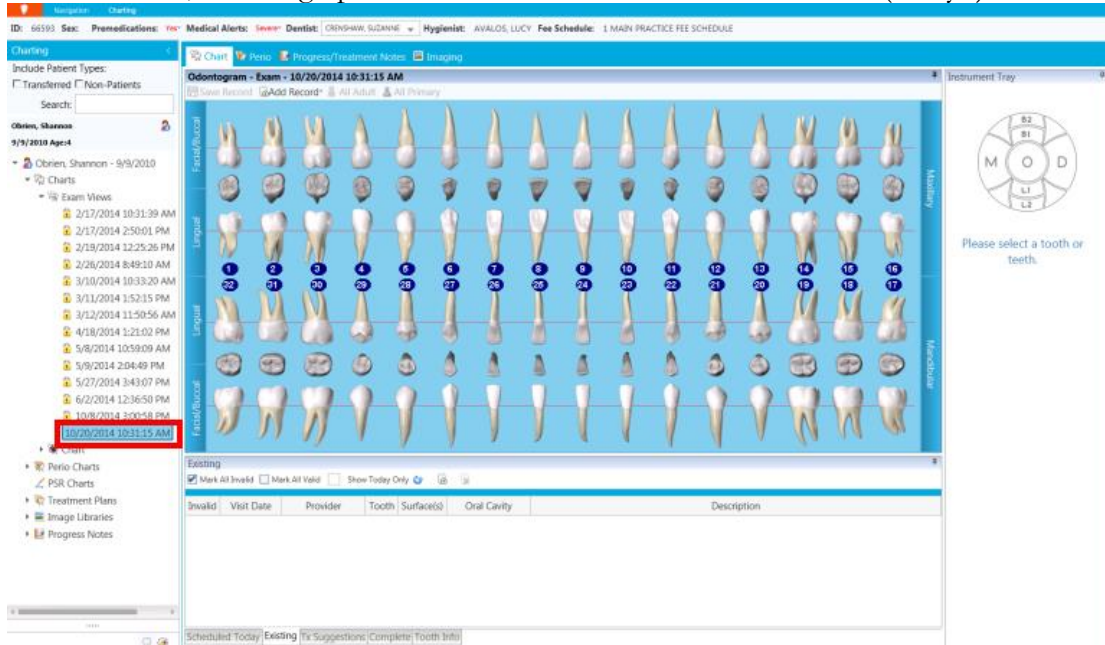 Navigation Charting
ID: 66593 Sex: Premedications: Yes* Medical Alerts: Severe* Dentist: CRENSHAW, SUZANNE Hygienist: AVALOS, LUCY Fee Schedule: 1 MAIN PRACTICE FEE SCHEDULE
Charting
Include Patient Types:
Transferred Non-Patients
Search:
Obrien, Shannon
9/9/2010 Age:4
Obrien, Shannon - 9/9/2010
Charts
Exam Views
2/17/2014 10:31:39 AM
2/17/2014 2:50:01 PM
2/19/2014 12:25:26 PM
2/26/2014 8:49:10 AM
3/10/2014 10:33:20 AM
3/11/2014 1:52:15 PM
3/12/2014 11:50:56 AM
4/18/2014 1:21:02 PM
5/8/2014 10:59:09 AM
5/9/2014 2:04:49 PM
5/27/2014 3:43:07 PM
6/2/2014 12:36:50 PM
10/8/2014 3:00:58 PM
10/20/2014 10:31:15 AM
Chart
Perio Charts
PSR Charts
Treatment Plans
Image Libraries
Progress Notes
Chart Perio Progress/Treatment Notes Imaging
Odontogram - Exam - 10/20/2014 10:31:15 AM
Save Record Add Record All Adult All Primary
Facial/Buccal
Lingual
Maxillary
1 2 3 4 5 6 7 8 9 10 11 12 13 14 15 16
32 31 30 29 28 27 26 25 24 23 22 21 20 19 18 17
Lingual
Facial/Buccal
Mandibular
Existing
Mark All Invalid Mark All Valid Show Today Only
Invalid Visit Date Provider Tooth Surface(s) Oral Cavity Description
Scheduled Today Existing Tx Suggestions Complete Tooth Info
Instrument Tray
B2
B1
M O D
L1
L2
Please select a tooth or
teeth.